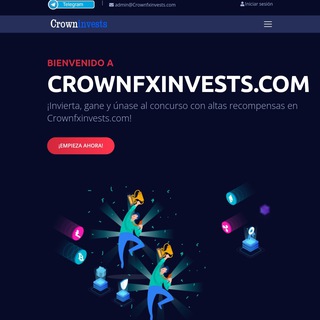 Telegram
admin@Crownfxinvests.com
Iniciar sesión
Crowninvests
BIENVENIDO A
CROWNFXINVESTS.COM
¡Invierta, gane y únase al concurso con altas recompensas en
Crownfxinvests.com!
¡EMPIEZA AHORA!